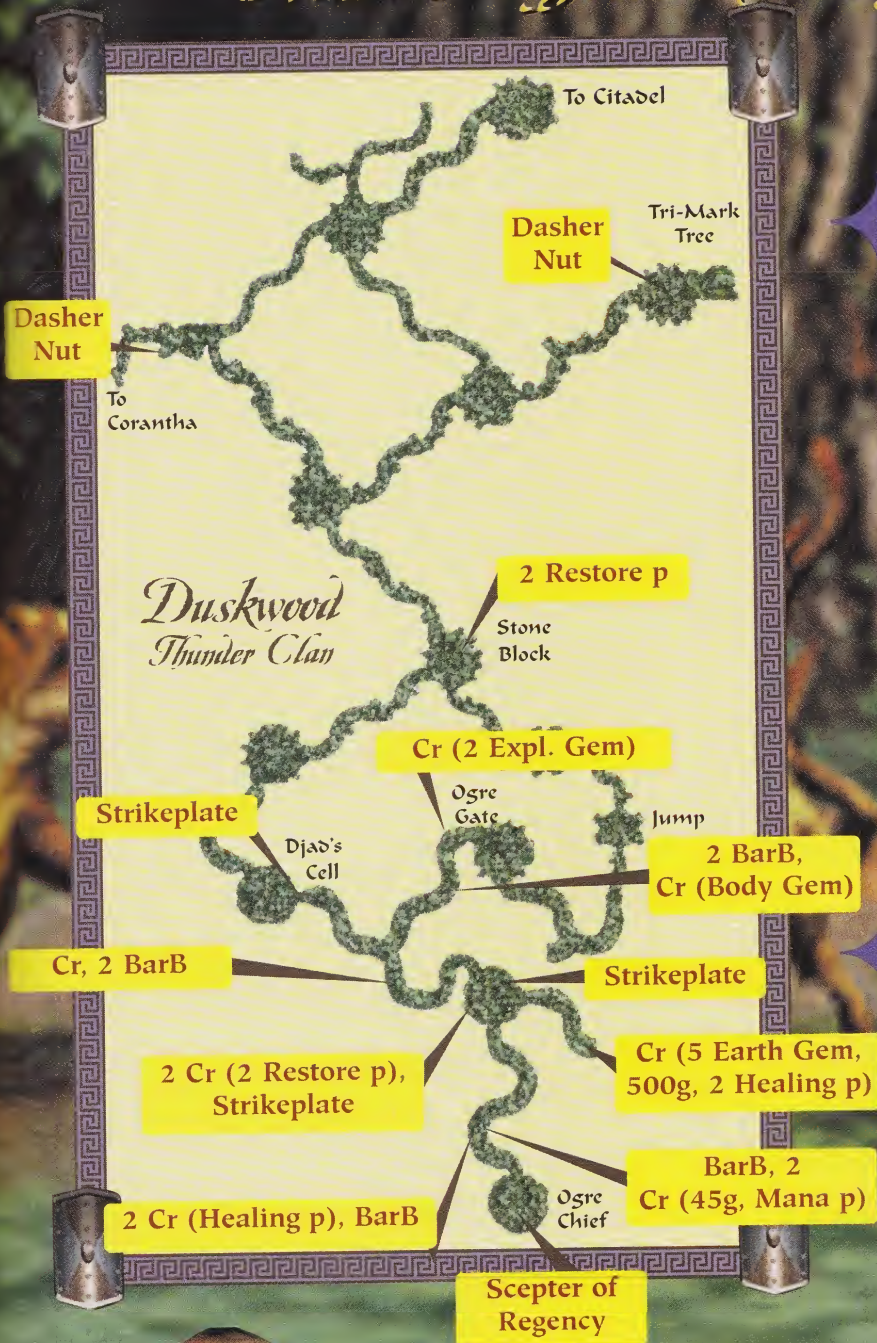 To Citadel
Tri-Mark
Tree
Dasher
Nut
Dasher
Nut
To
Corantha
2 Restore p
Duskwood
Thunder Clan
Stone
Block
Cr (2 Expl. Gem)
Ogre
Gate
Strikeplate
Jump
Djad's
Cell
2 BarB,
Cr (Body Gem)
Cr, 2 BarB
Strikeplate
2 Cr (2 Restore p),
Strikeplate
Cr (5 Earth Gem,
500g, 2 Healing p)
BarB, 2
Cr (45g, Mana p)
2 Cr (Healing p), BarB
Ogre
Chief
Scepter of
Regency